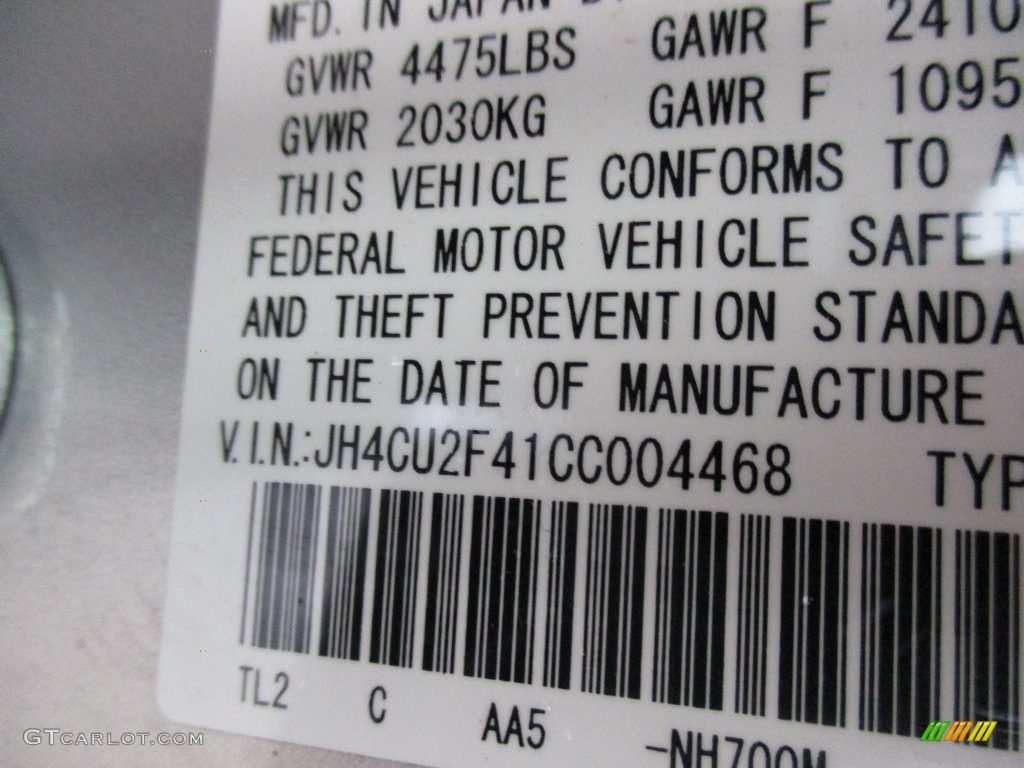 MFD. IN JAPAN
GVWR 4475LBS GAWR F 2410
GVWR 2030KG GAWR F 1095
THIS VEHICLE CONFORMS TO A
FEDERAL MOTOR VEHICLE SAFET
AND THEFT PREVENTION STANDA
ON THE DATE OF MANUFACTURE
V.I.N.:JH4CU2F41CC004468 TYP
TL2 C AA5 -NH700M
GTCARLOT.COM